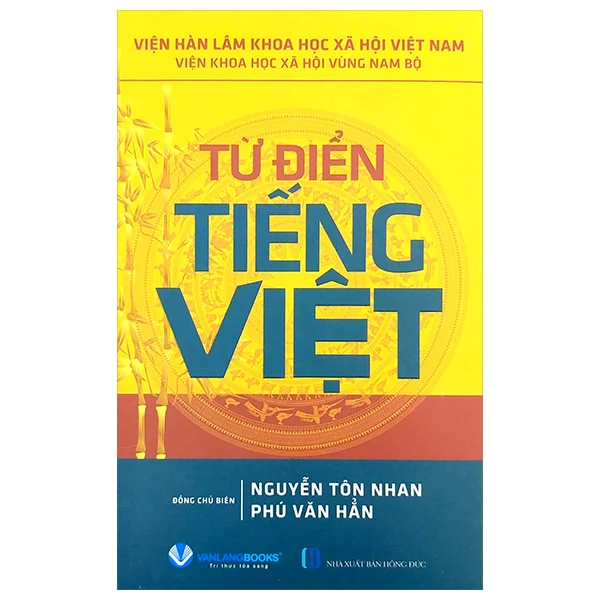 VIỆN HÀN LÂM KHOA HỌC XÃ HỘI VIỆT NAM
VIỆN KHOA HỌC XÃ HỘI VÙNG NAM BỘ
TỪ ĐIỂN
TIẾNG
VIỆT
ĐỒNG CHỦ BIÊN
NGUYỄN TÔN NHAN
PHÚ VĂN HẲN
VANLANGBOOKS®
Tri thức tỏa sáng
NHÀ XUẤT BẢN HỒNG ĐỨC